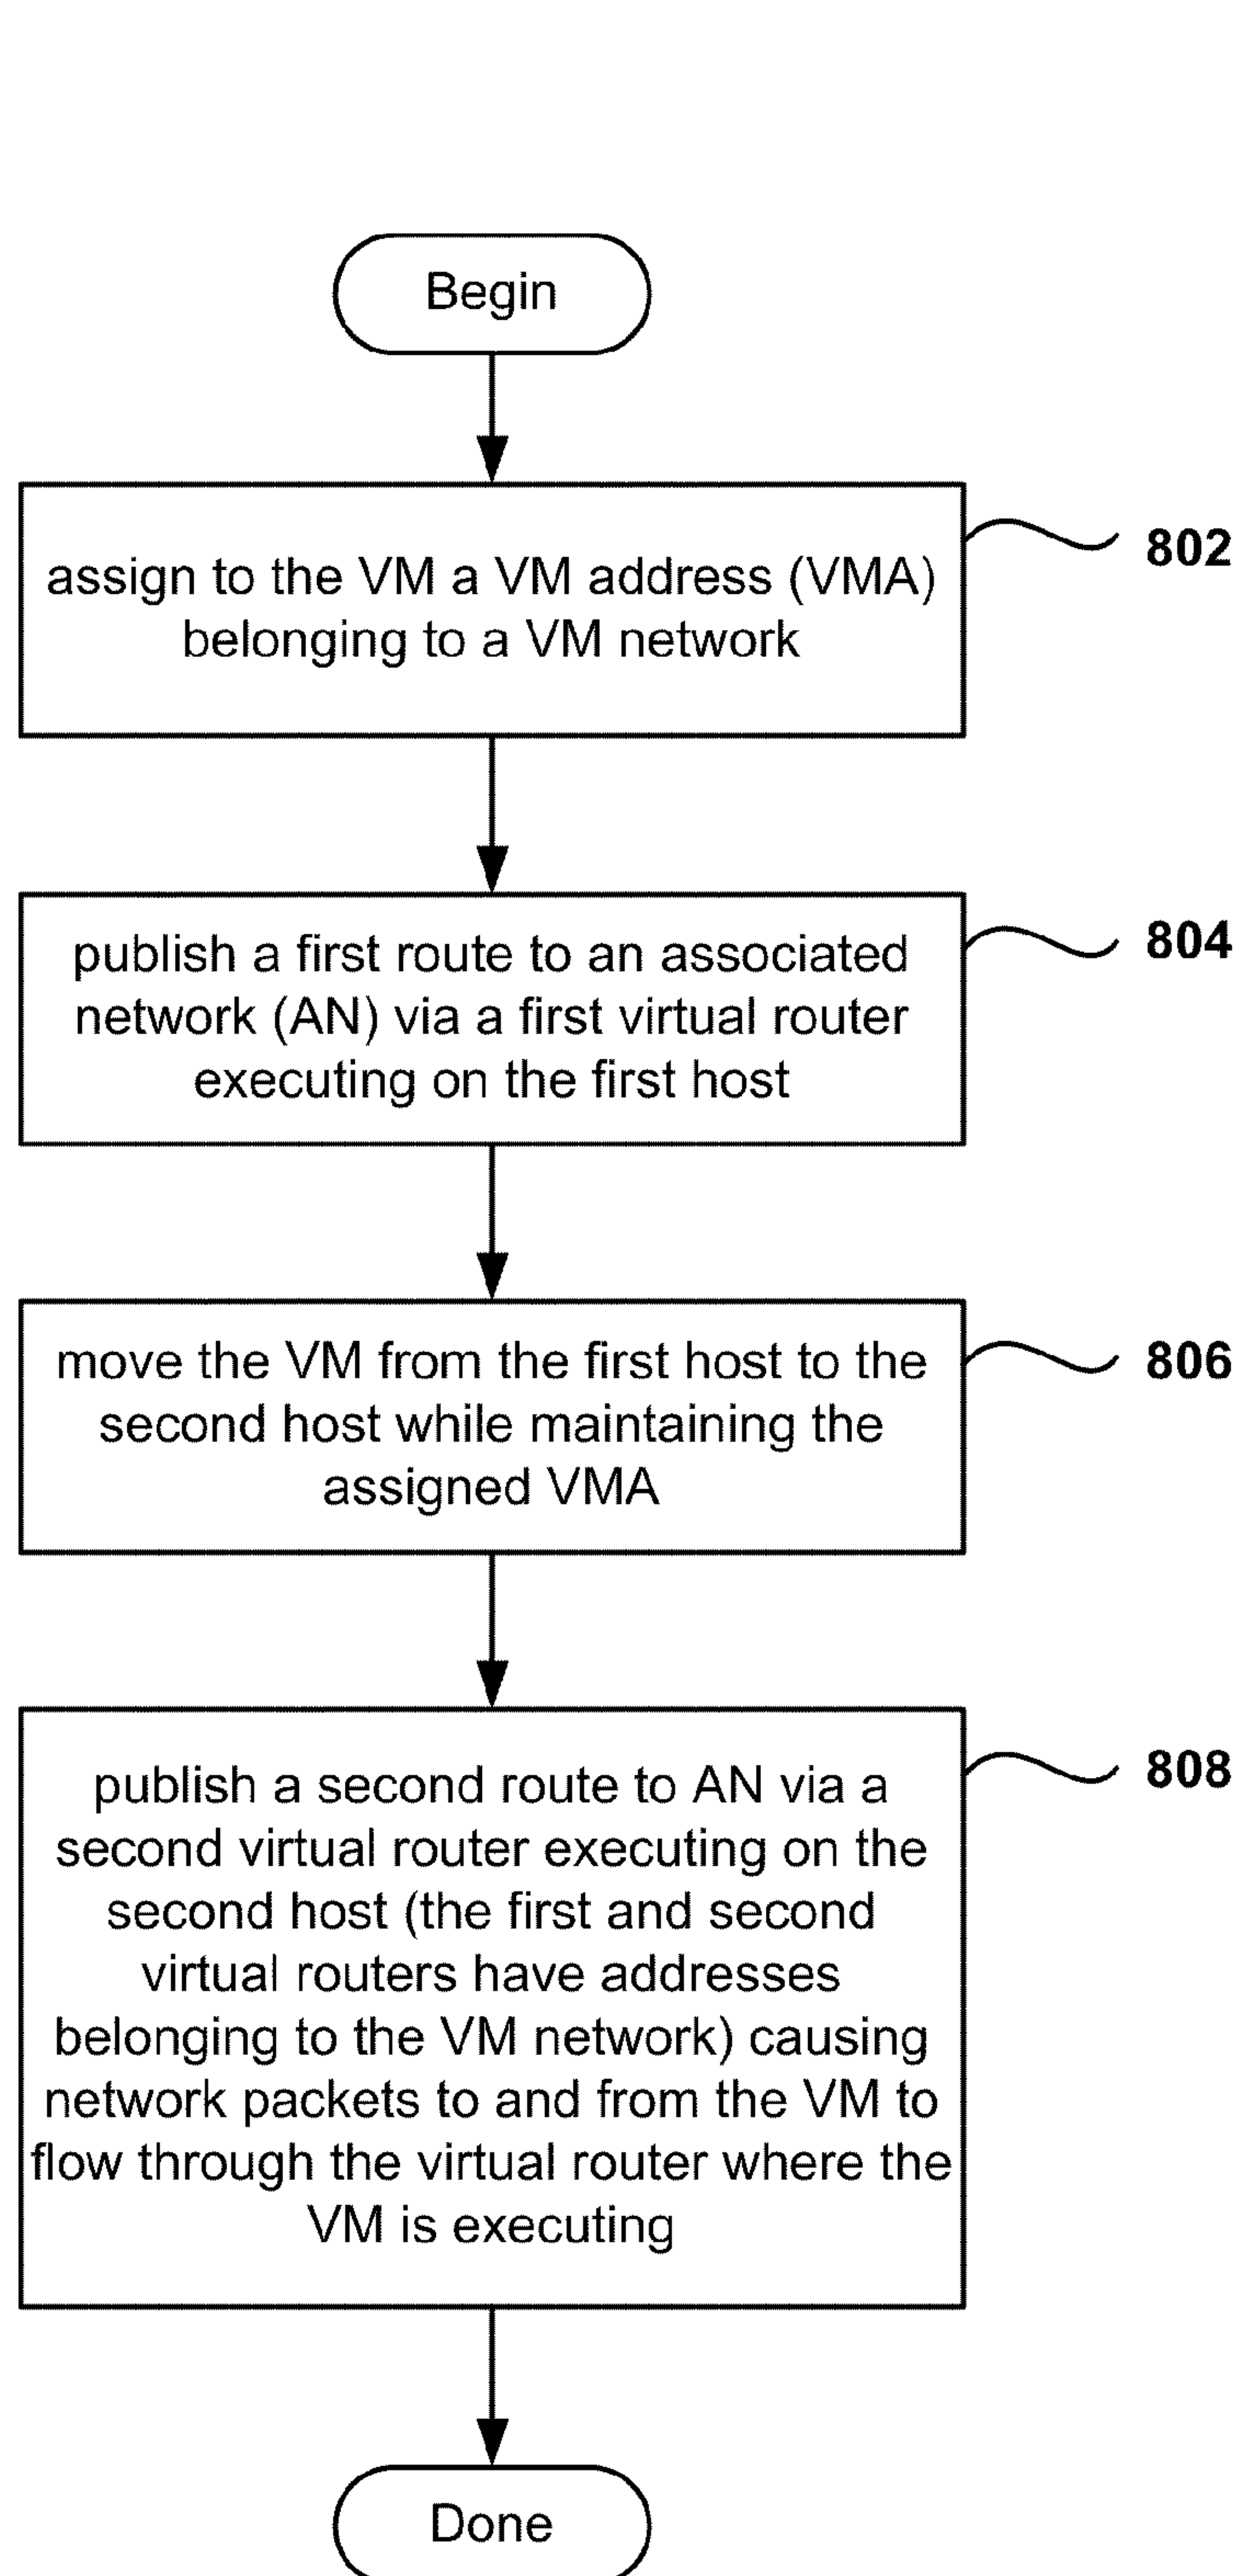 Begin
assign to the VM a VM address (VMA)
belonging to a VM network
802
publish a first route to an associated
network (AN) via a first virtual router
executing on the first host
804
move the VM from the first host to the
second host while maintaining the
assigned VMA
806
publish a second route to AN via a
second virtual router executing on the
second host (the first and second
virtual routers have addresses
belonging to the VM network) causing
network packets to and from the VM to
flow through the virtual router where the
VM is executing
808
Done